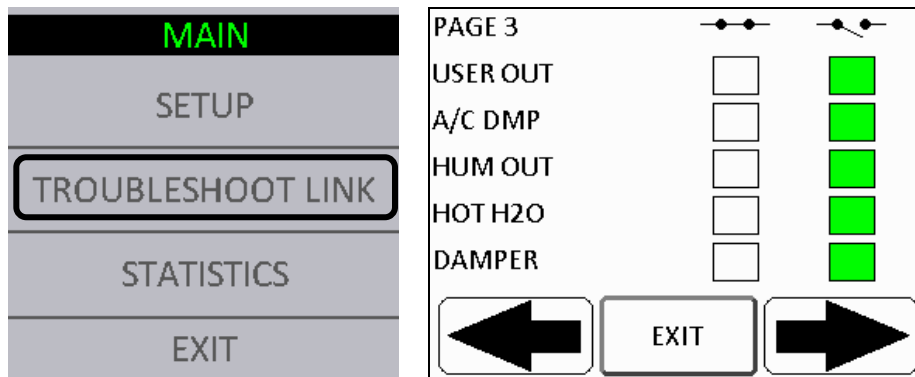 MAIN
SETUP
TROUBLESHOOT LINK
STATISTICS
EXIT
PAGE 3
USER OUT
A/C DMP
HUM OUT
HOT H2O
DAMPER
EXIT